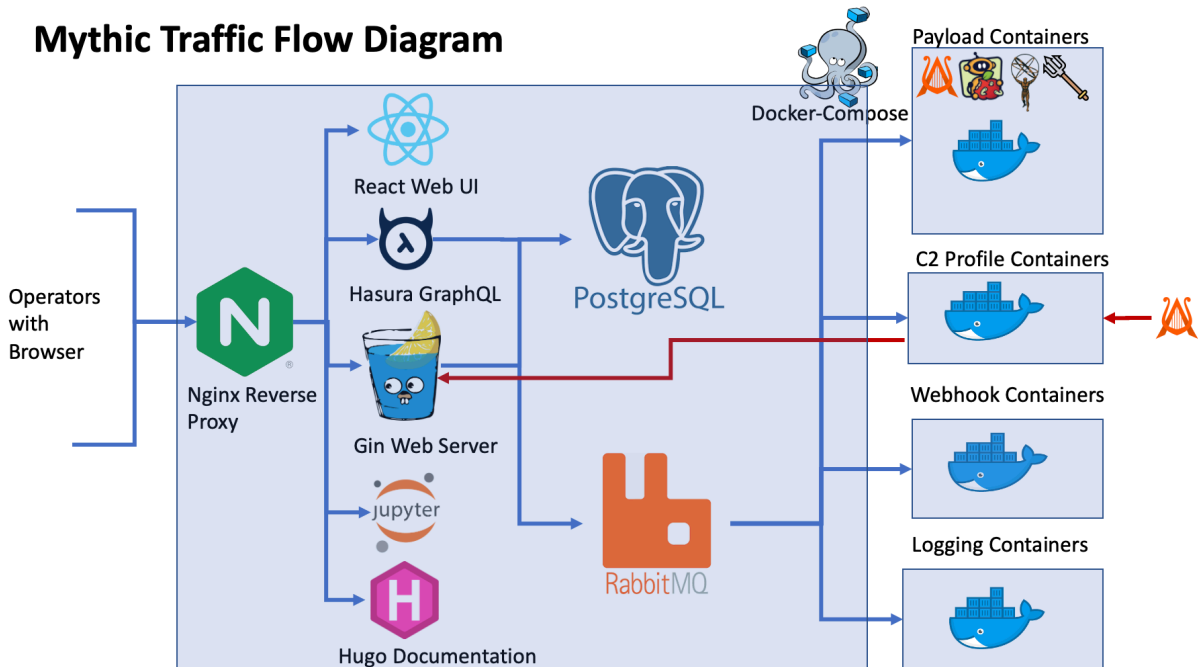 Mythic Traffic Flow Diagram
Payload Containers
Docker-Compose
React Web UI
C2 Profile Containers
Operators
with
Browser
N
®
Hasura GraphQL
PostgreSQL
Nginx Reverse
Proxy
Webhook Containers
Gin Web Server
jupyter
Logging Containers
RabbitMQ
H
Hugo Documentation